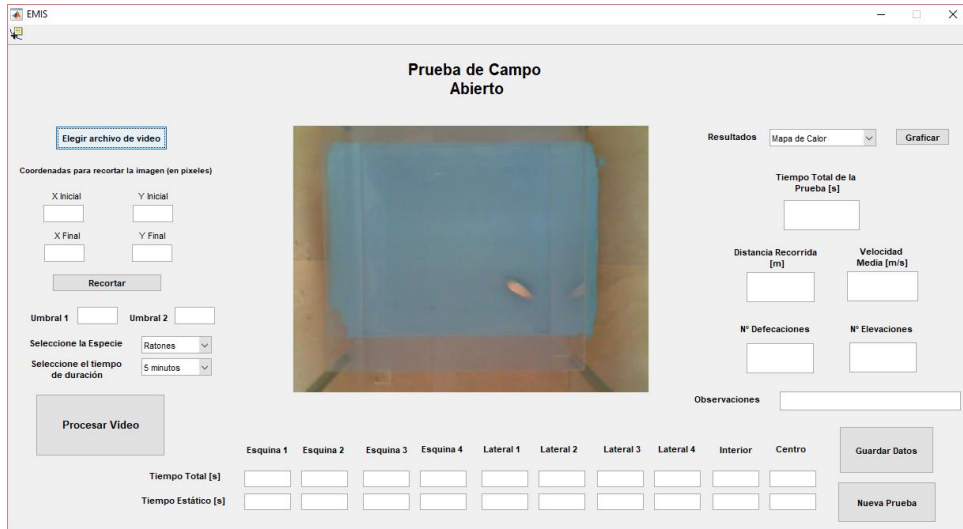 EMIS
Prueba de Campo
Abierto
Elegir archivo de video
Coordenadas para recortar la imagen (en pixeles)
X Inicial
Y Inicial
X Final
Y Final
Recortar
Umbral 1
Umbral 2
Seleccione la Especie
Ratones
Seleccione el tiempo
de duración
5 minutos
Procesar Video
Resultados
Mapa de Calor
Graficar
Tiempo Total de la
Prueba [s]
Distancia Recorrida
[m]
Velocidad
Media [m/s]
Nº Defecaciones
Nº Elevaciones
Observaciones
Esquina 1 Esquina 2 Esquina 3 Esquina 4 Lateral 1 Lateral 2 Lateral 3 Lateral 4 Interior Centro
Tiempo Total [s]
Tiempo Estático [s]
Guardar Datos
Nueva Prueba